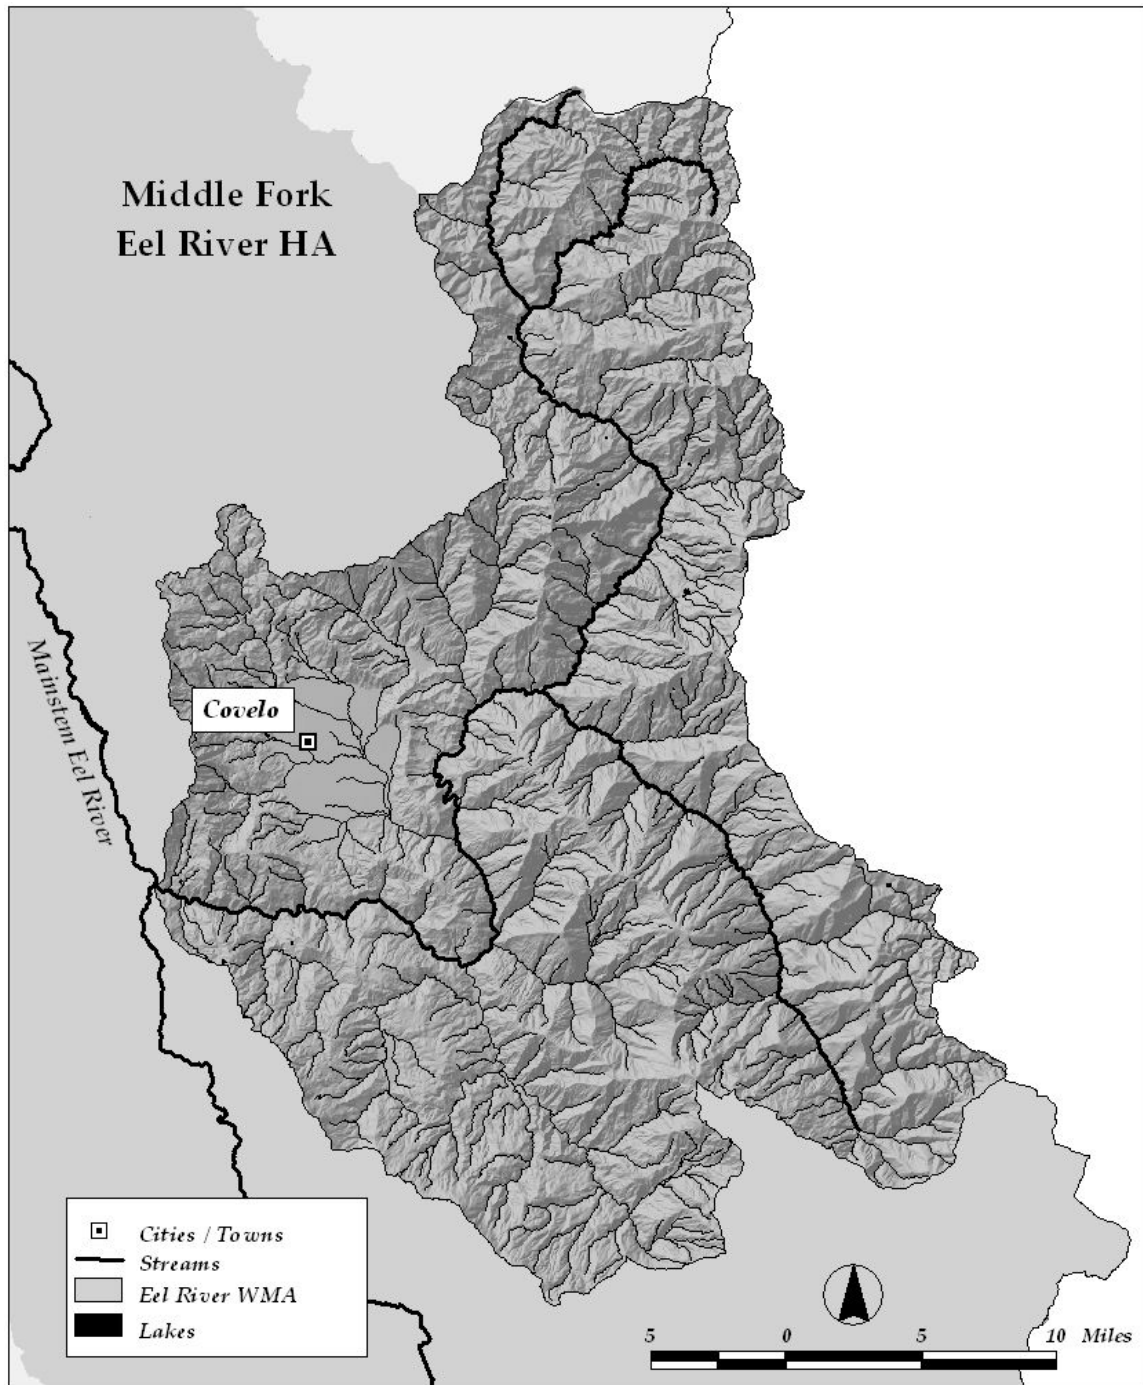 Middle Fork
Eel River HA
Mainstem Eel River
Covelo
Cities / Towns
Streams
Eel River WMA
Lakes
5 0 5 10 Miles